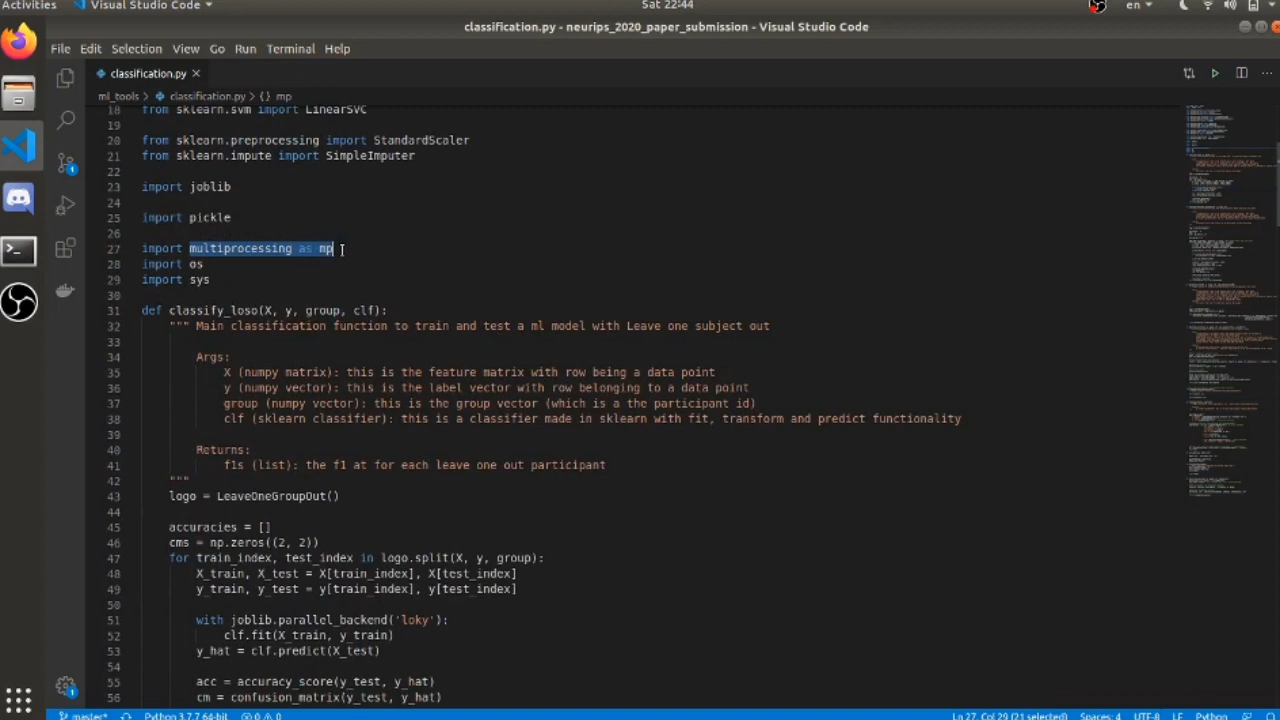 Activities Visual Studio Code Sat 22:44 en
classification.py - neurips_2020_paper_submission - Visual Studio Code
File Edit Selection View Go Run Terminal Help
classification.py
ml_tools > classification.py > {} mp
18 from sklearn.svm import LinearSVC
19
20 from sklearn.preprocessing import StandardScaler
21 from sklearn.impute import SimpleImputer
22
23 import joblib
24
25 import pickle
26
27 import multiprocessing as mp
28 import os
29 import sys
30
31 def classify_loso(X, y, group, clf):
32 """ Main classification function to train and test a ml model with Leave one subject out
33
34 Args:
35 X (numpy matrix): this is the feature matrix with row being a data point
36 y (numpy vector): this is the label vector with row belonging to a data point
37 group (numpy vector): this is the group vector (which is a the participant id)
38 clf (sklearn classifier): this is a classifier made in sklearn with fit, transform and predict functionality
39
40 Returns:
41 f1s (list): the f1 at for each leave one out participant
42 """
43 logo = LeaveOneGroupOut()
44
45 accuracies = []
46 cms = np.zeros((2, 2))
47 for train_index, test_index in logo.split(X, y, group):
48 X_train, X_test = X[train_index], X[test_index]
49 y_train, y_test = y[train_index], y[test_index]
50
51 with joblib.parallel_backend('loky'):
52 clf.fit(X_train, y_train)
53 y_hat = clf.predict(X_test)
54
55 acc = accuracy_score(y_test, y_hat)
56 cm = confusion_matrix(y_test, y_hat)
master* Python 3.7.7 64-bit 0 0 Ln 27, Col 29 (21 selected) Spaces: 4 UTF-8 LF Python